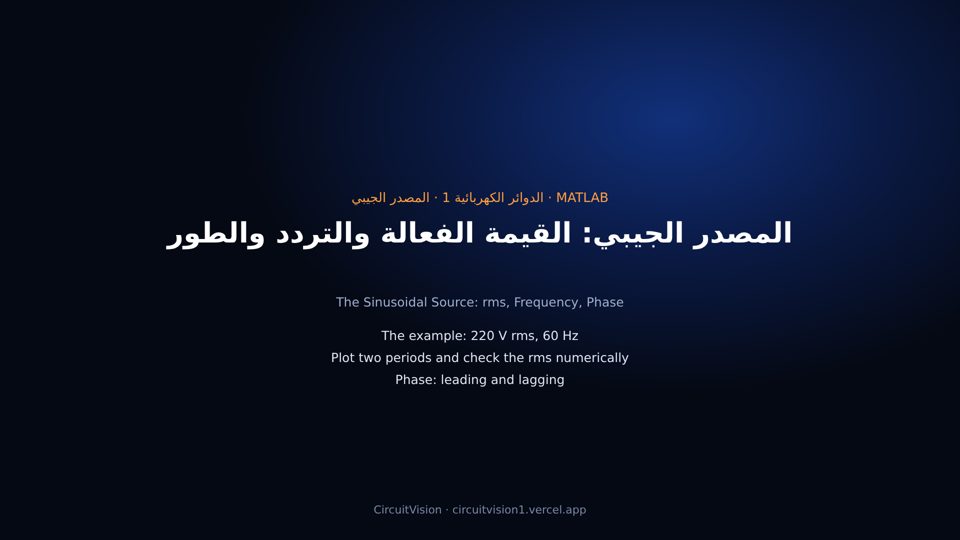 MATLAB · الدوائر الكهربائية 1 · المصدر الجيبي
المصدر الجيبي: القيمة الفعالة والتردد والطور
The Sinusoidal Source: rms, Frequency, Phase
The example: 220 V rms, 60 Hz
Plot two periods and check the rms numerically
Phase: leading and lagging
CircuitVision · circuitvision1.vercel.app